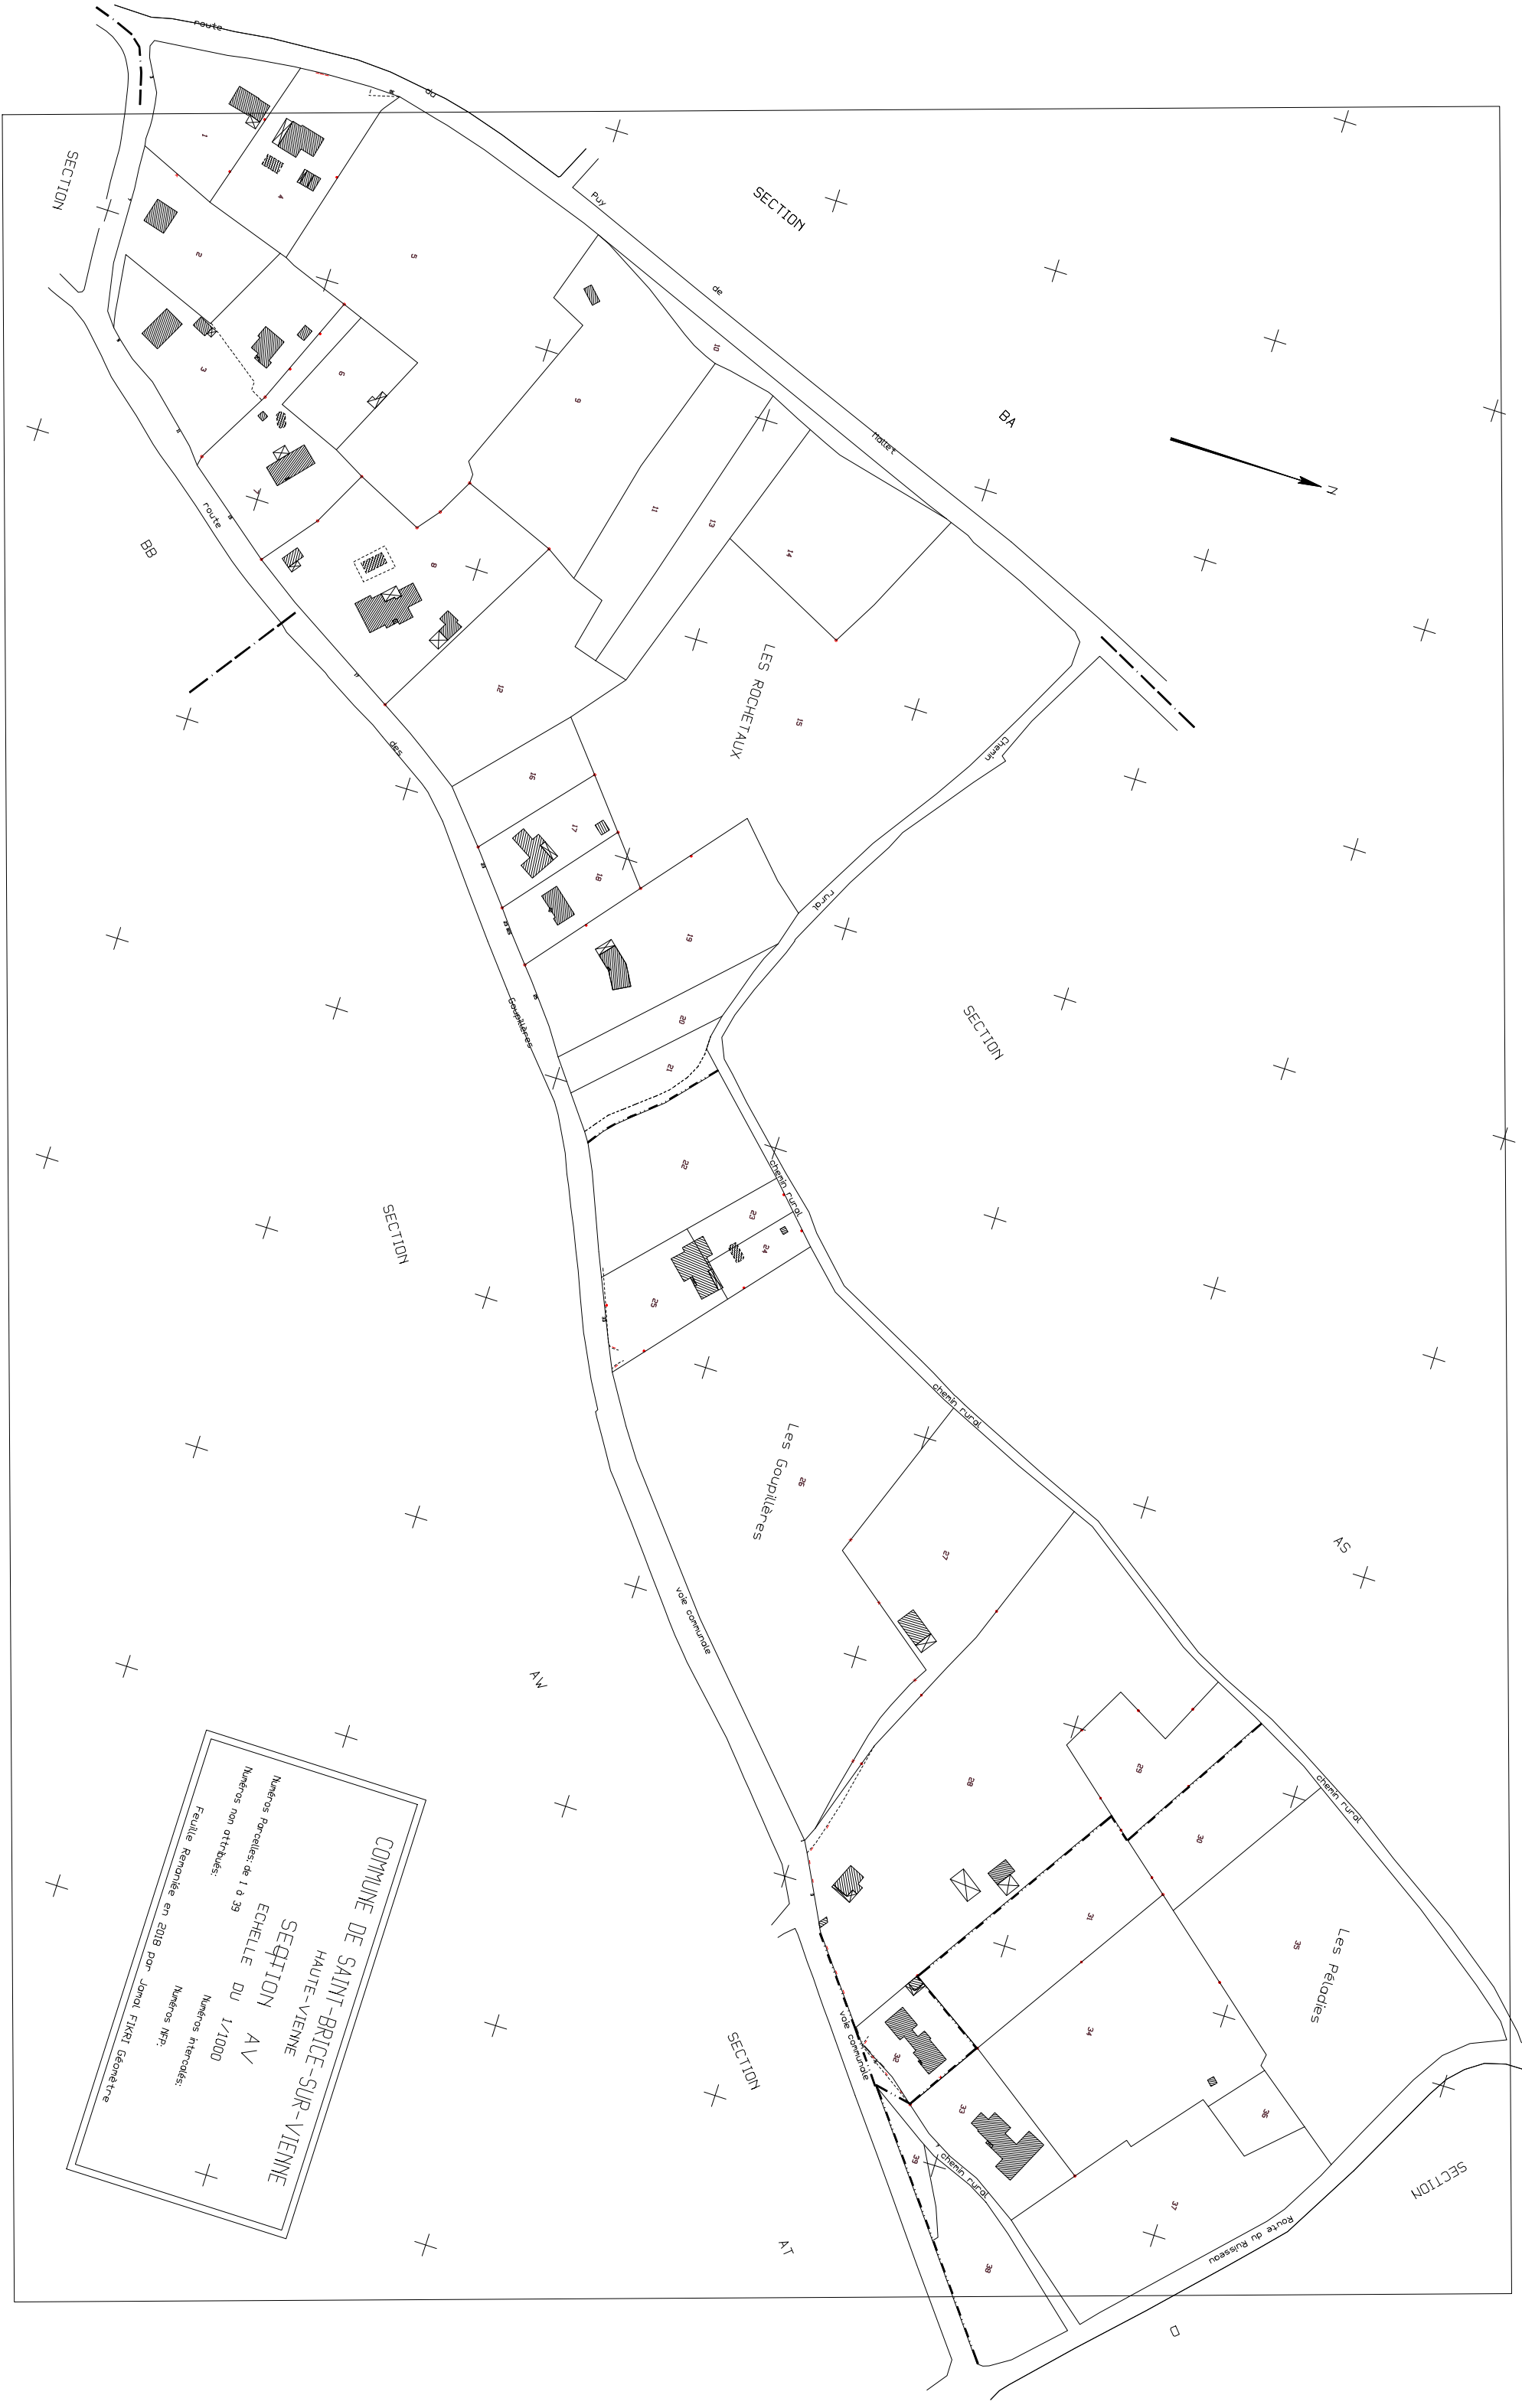 route
du
Puy
de
Mallet
SECTION
SECTION
BA
N
1
2
3
4
5
6
7
8
9
10
11
12
13
14
15
16
17
18
19
20
21
22
23
24
25
26
27
28
29
30
31
32
33
34
35
36
37
38
39
LES ROCHETAUX
Chemin
rural
BB
route
des
Goupillères
SECTION
AS
chemin rural
SECTION
AW
Les Goupillères
chemin rural
voie communale
chemin rural
Les Péladies
voie communale
chemin rural
SECTION
AT
SECTION
D
Route du Ruisseau
COMMUNE DE SAINT-BRICE-SUR-VIENNE
HAUTE-VIENNE
SECTION AV
ECHELLE DU 1/1000
Numéros Parcelles: de 1 à 39
Numéros intercalés:
Numéros non attribués:
Numéros NFP:
Feuille Remaniée en 2018 par Jamal FIKRI Géomètre